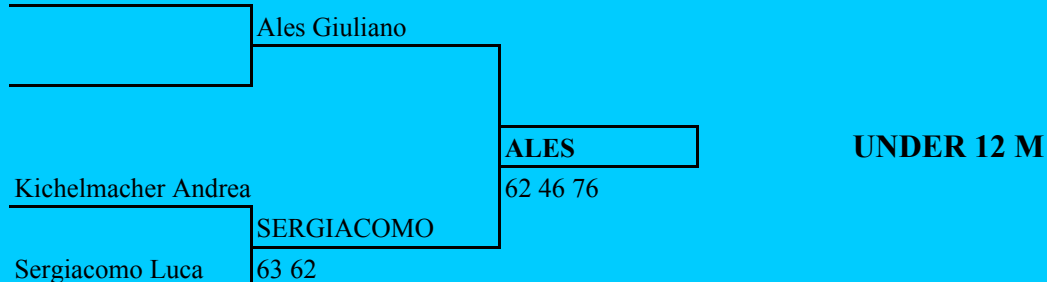 Ales Giuliano
ALES
UNDER 12 M
Kichelmacher Andrea
62 46 76
SERGIACOMO
Sergiacomo Luca
63 62